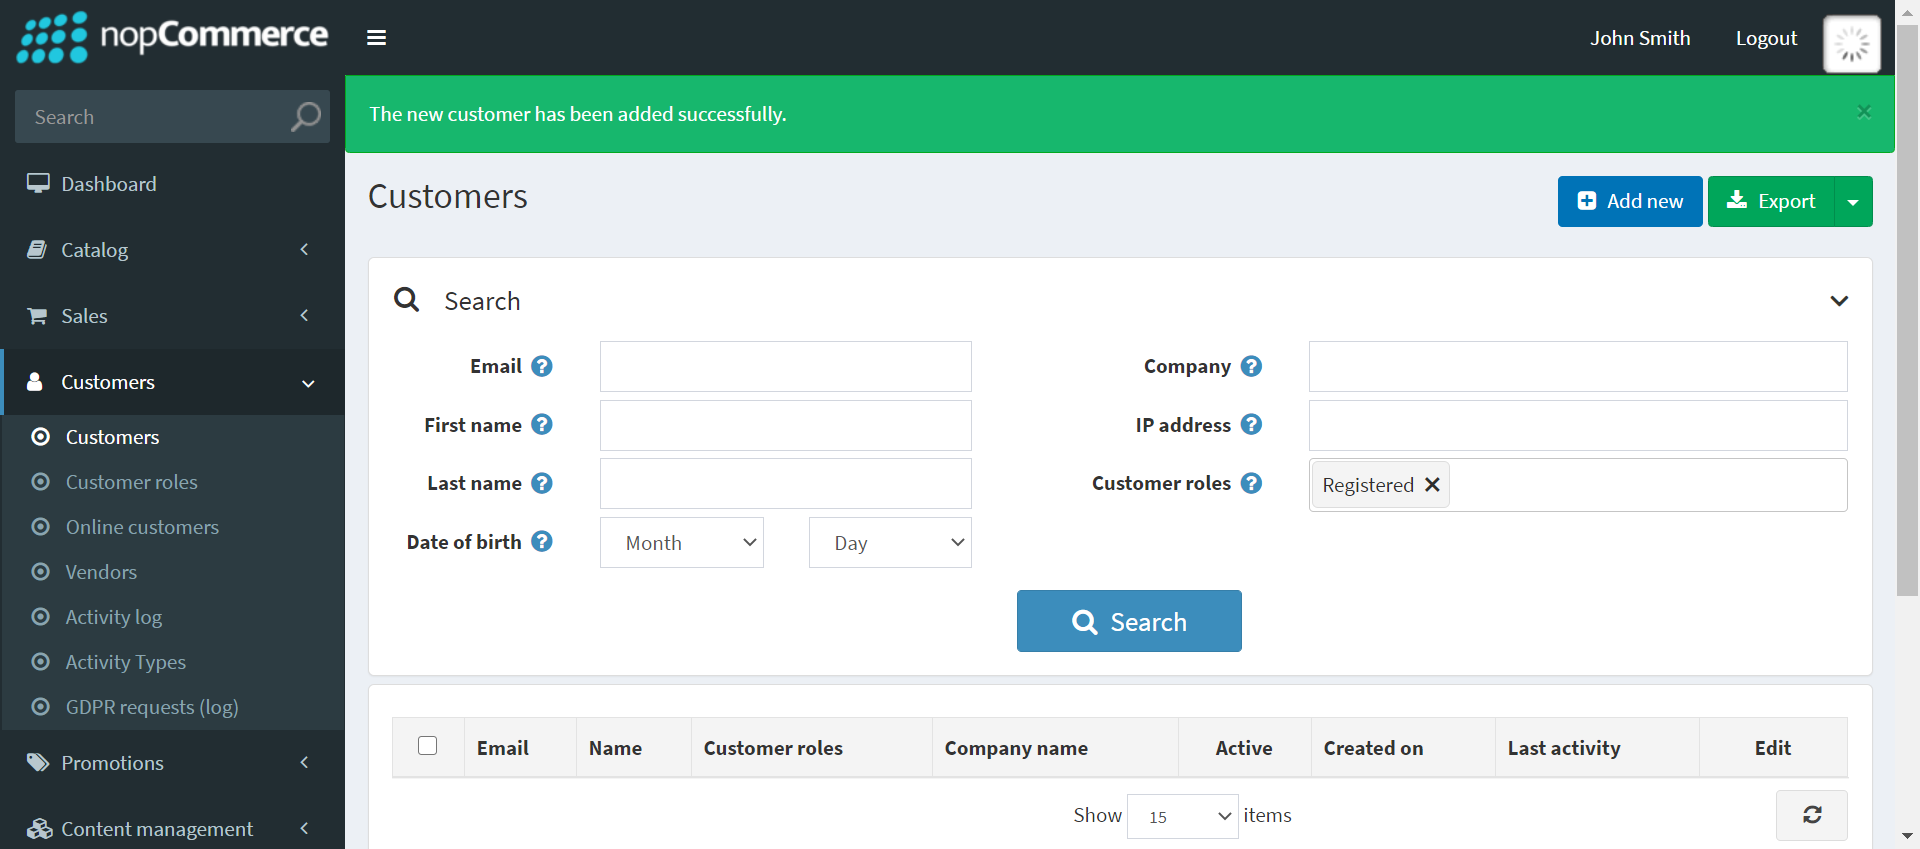 nopCommerce
John Smith
Logout
Search
The new customer has been added successfully.
×
Dashboard
Customers
Add new
Export
Catalog
Search
Sales
Email ?
Company ?
Customers
First name ?
IP address ?
Customers
Last name ?
Customer roles ?
Registered ×
Customer roles
Online customers
Date of birth ?
Month
Day
Vendors
Activity log
Search
Activity Types
GDPR requests (log)
Email
Name
Customer roles
Company name
Active
Created on
Last activity
Edit
Promotions
Show 15 items
Content management